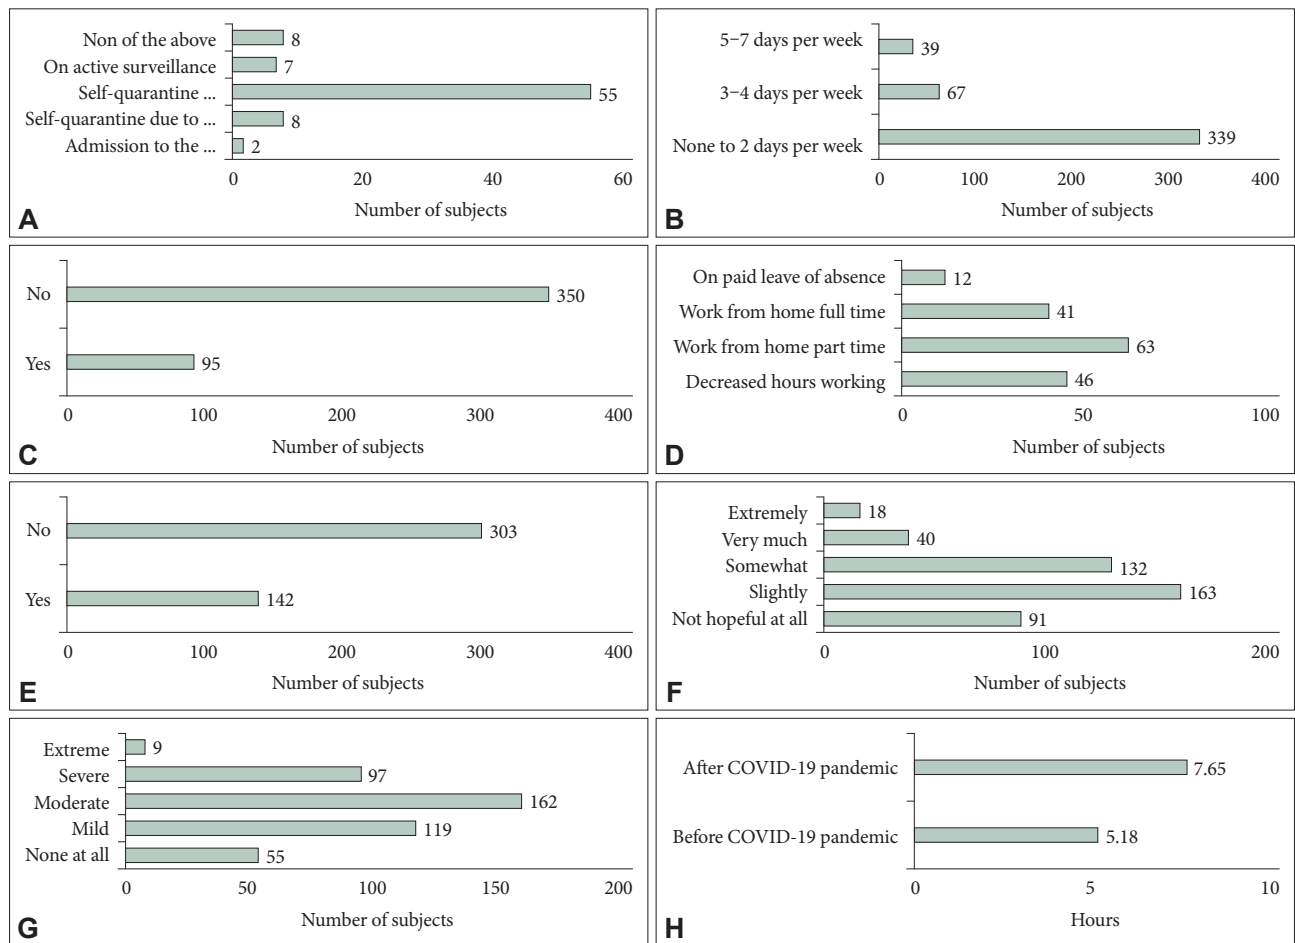 Non of the above 8
On active surveillance 7
Self-quarantine ... 55
Self-quarantine due to ... 8
Admission to the ... 2
0 20 40 60
Number of subjects
A
5–7 days per week 39
3–4 days per week 67
None to 2 days per week 339
0 100 200 300 400
Number of subjects
B
No 350
Yes 95
0 100 200 300 400
Number of subjects
C
On paid leave of absence 12
Work from home full time 41
Work from home part time 63
Decreased hours working 46
0 50 100
Number of subjects
D
No 303
Yes 142
0 100 200 300 400
Number of subjects
E
Extremely 18
Very much 40
Somewhat 132
Slightly 163
Not hopeful at all 91
0 100 200
Number of subjects
F
Extreme 9
Severe 97
Moderate 162
Mild 119
None at all 55
0 50 100 150 200
Number of subjects
G
After COVID-19 pandemic 7.65
Before COVID-19 pandemic 5.18
0 5 10
Hours
H